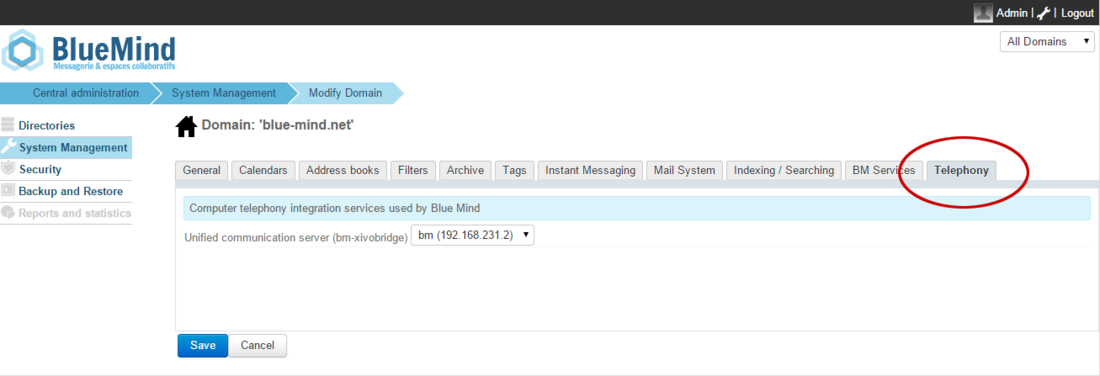 Admin | | Logout
BlueMind
Messagerie & espaces collaboratifs
All Domains
Central administration System Management Modify Domain
Directories
System Management
Security
Backup and Restore
Reports and statistics
Domain: 'blue-mind.net'
General Calendars Address books Filters Archive Tags Instant Messaging Mail System Indexing / Searching BM Services Telephony
Computer telephony integration services used by Blue Mind
Unified communication server (bm-xivobridge) bm (192.168.231.2)
Save Cancel